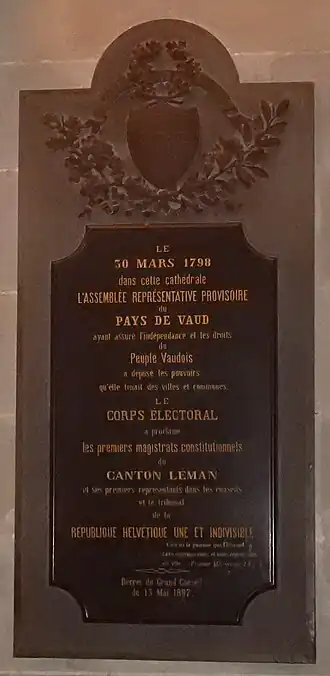 LE
30 MARS 1798
dans cette cathédrale
L'ASSEMBLÉE REPRÉSENTATIVE PROVISOIRE
du
PAYS DE VAUD
ayant assuré l'indépendance et les droits
du
Peuple Vaudois
a déposé les pouvoirs
qu'elle tenait des villes et communes
LE
CORPS ÉLECTORAL
a proclamé
les premiers magistrats constitutionnels
du
CANTON LÉMAN
et ses premiers représentants dans les conseils
et le tribunal
de la
RÉPUBLIQUE HELVÉTIQUE UNE ET INDIVISIBLE
Décret du Grand Conseil
du 13 Mai 1897